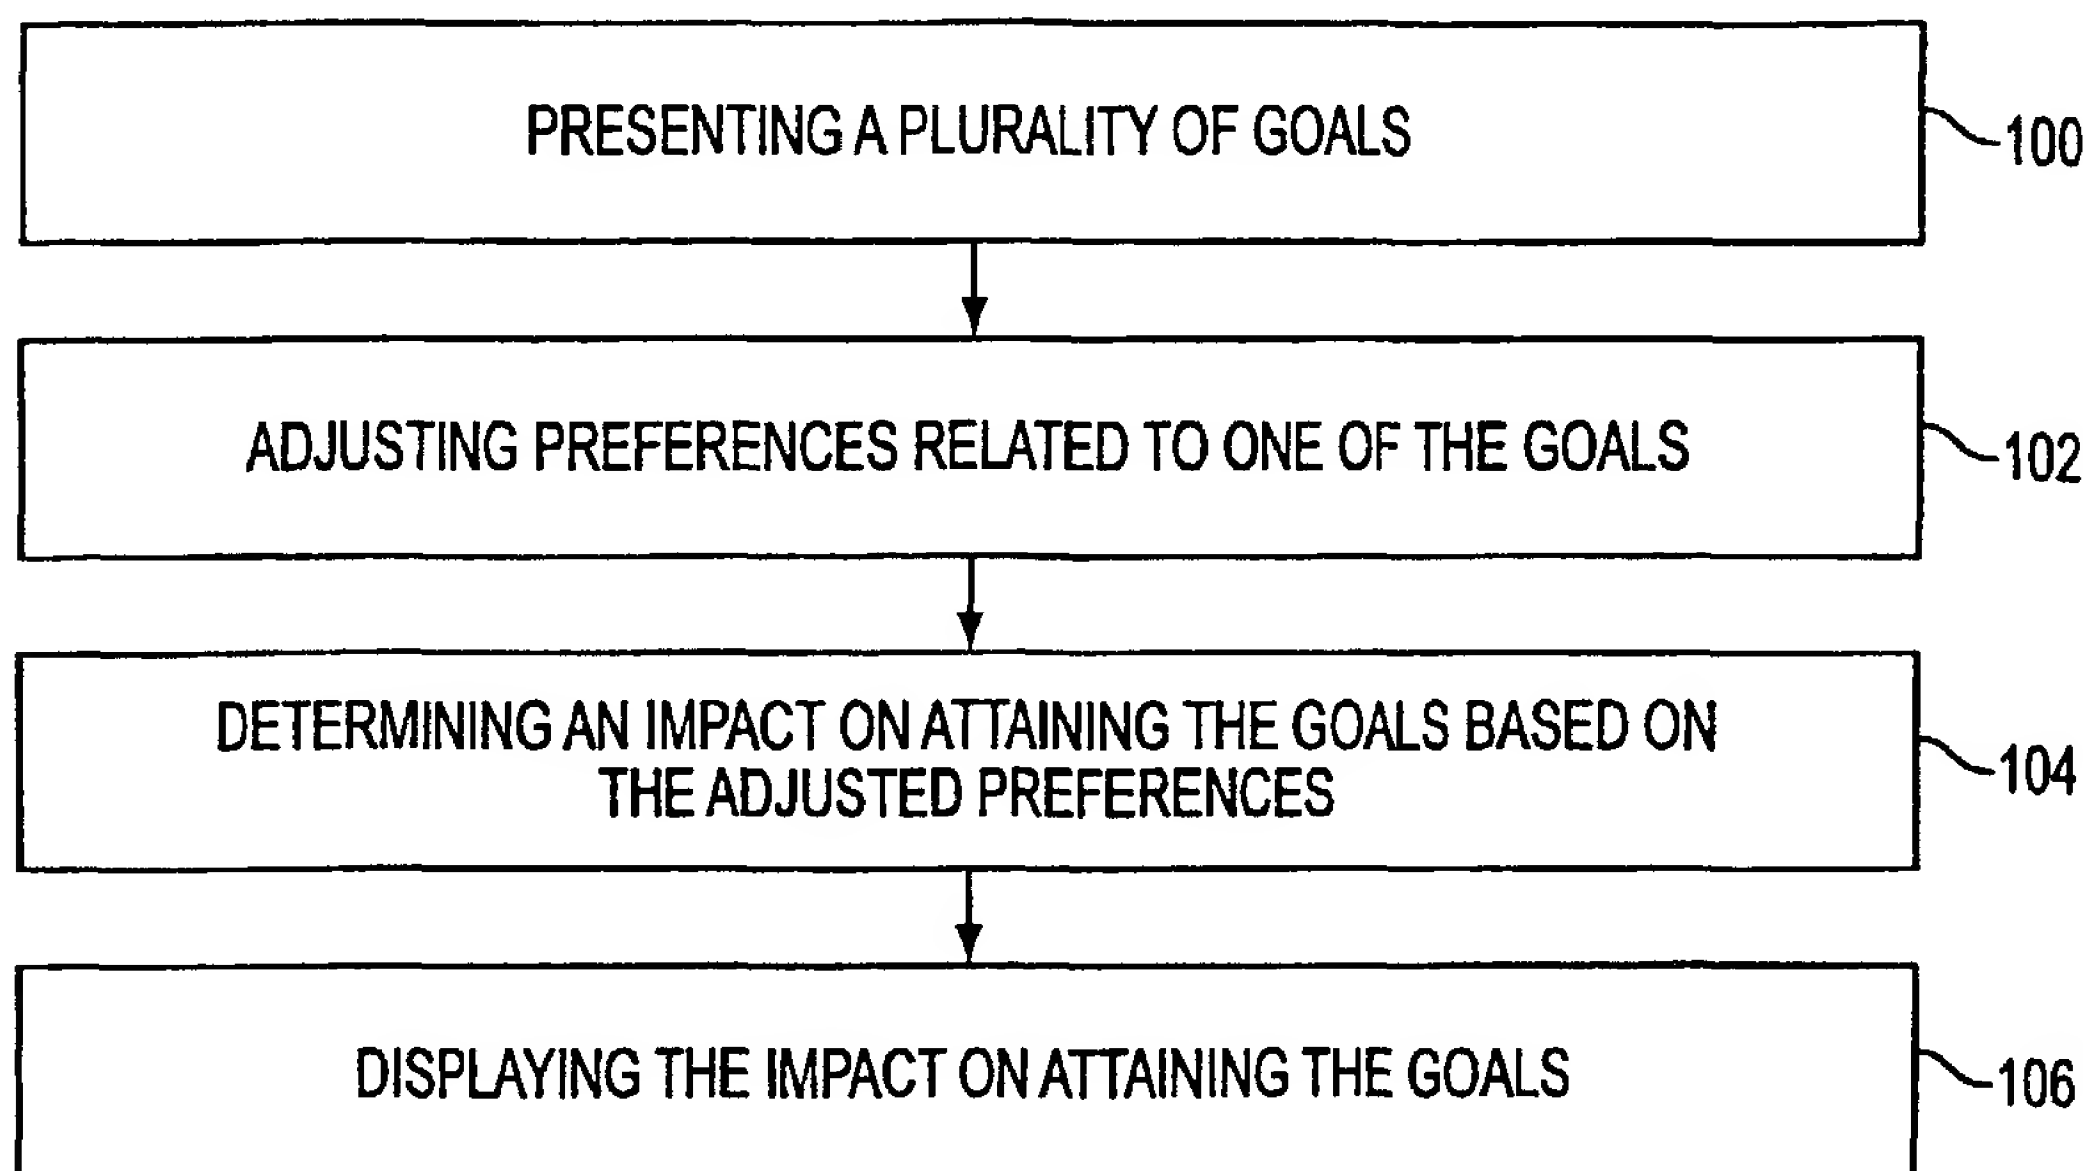 PRESENTING A PLURALITY OF GOALS
100
ADJUSTING PREFERENCES RELATED TO ONE OF THE GOALS
102
DETERMINING AN IMPACT ON ATTAINING THE GOALS BASED ON
THE ADJUSTED PREFERENCES
104
DISPLAYING THE IMPACT ON ATTAINING THE GOALS
106